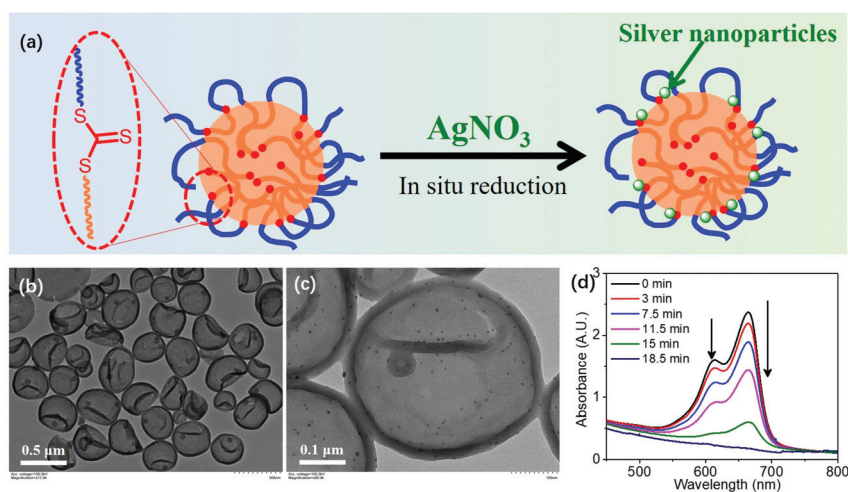 (a)
Silver nanoparticles
S
S
S
AgNO3
In situ reduction
(b)
0.5 µm
(c)
0.1 µm
(d)
Absorbance (A.U.)
3
2
1
0
0 min
3 min
7.5 min
11.5 min
15 min
18.5 min
500 600 700 800
Wavelength (nm)